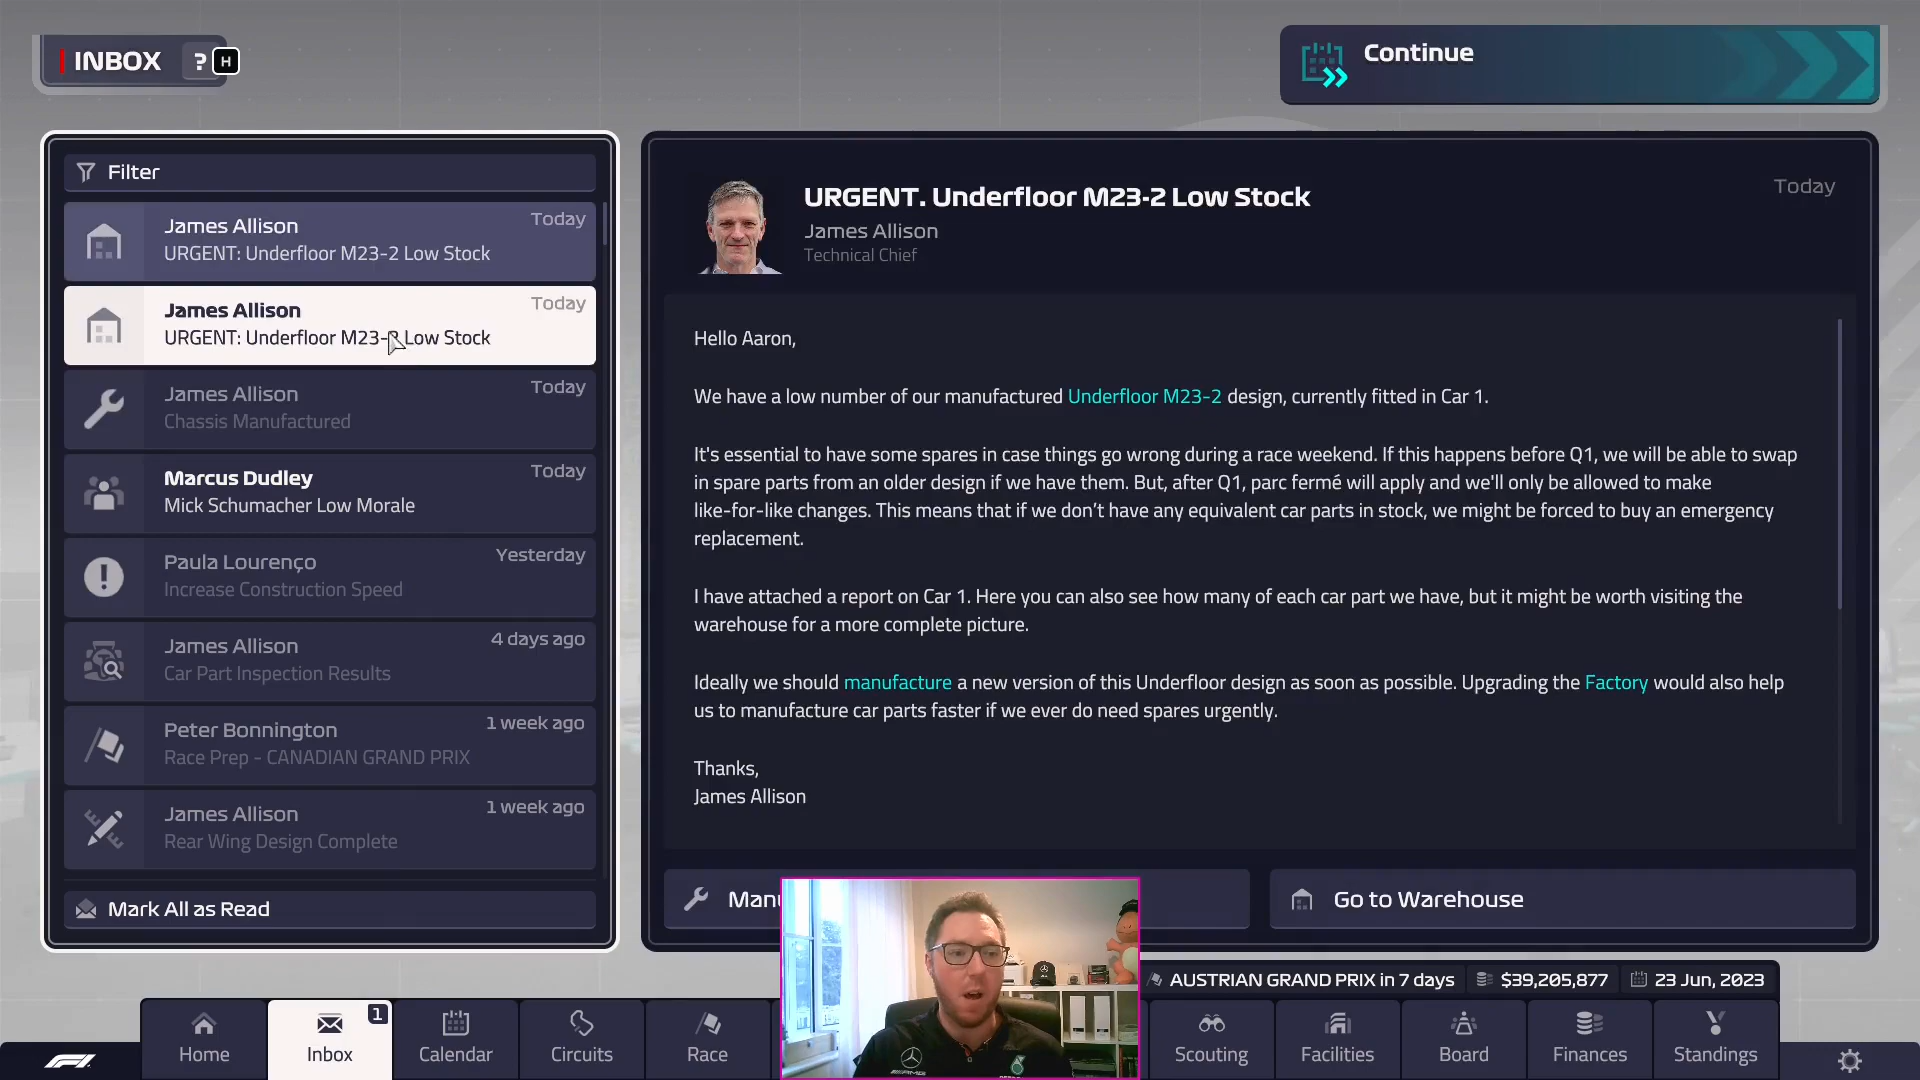 INBOX ? H
Continue
Filter
James Allison Today
URGENT: Underfloor M23-2 Low Stock
James Allison Today
URGENT: Underfloor M23-2 Low Stock
James Allison Today
Chassis Manufactured
Marcus Dudley Today
Mick Schumacher Low Morale
Paula Lourenço Yesterday
Increase Construction Speed
James Allison 4 days ago
Car Part Inspection Results
Peter Bonnington 1 week ago
Race Prep - CANADIAN GRAND PRIX
James Allison 1 week ago
Rear Wing Design Complete
Mark All as Read
URGENT. Underfloor M23-2 Low Stock
Today
James Allison
Technical Chief
Hello Aaron,
We have a low number of our manufactured Underfloor M23-2 design, currently fitted in Car 1.
It's essential to have some spares in case things go wrong during a race weekend. If this happens before Q1, we will be able to swap
in spare parts from an older design if we have them. But, after Q1, parc fermé will apply and we'll only be allowed to make
like-for-like changes. This means that if we don't have any equivalent car parts in stock, we might be forced to buy an emergency
replacement.
I have attached a report on Car 1. Here you can also see how many of each car part we have, but it might be worth visiting the
warehouse for a more complete picture.
Ideally we should manufacture a new version of this Underfloor design as soon as possible. Upgrading the Factory would also help
us to manufacture car parts faster if we ever do need spares urgently.
Thanks,
James Allison
Go to Warehouse
AUSTRIAN GRAND PRIX in 7 days $39,205,877 23 Jun, 2023
Home
Inbox 1
Calendar
Circuits
Race
Scouting
Facilities
Board
Finances
Standings